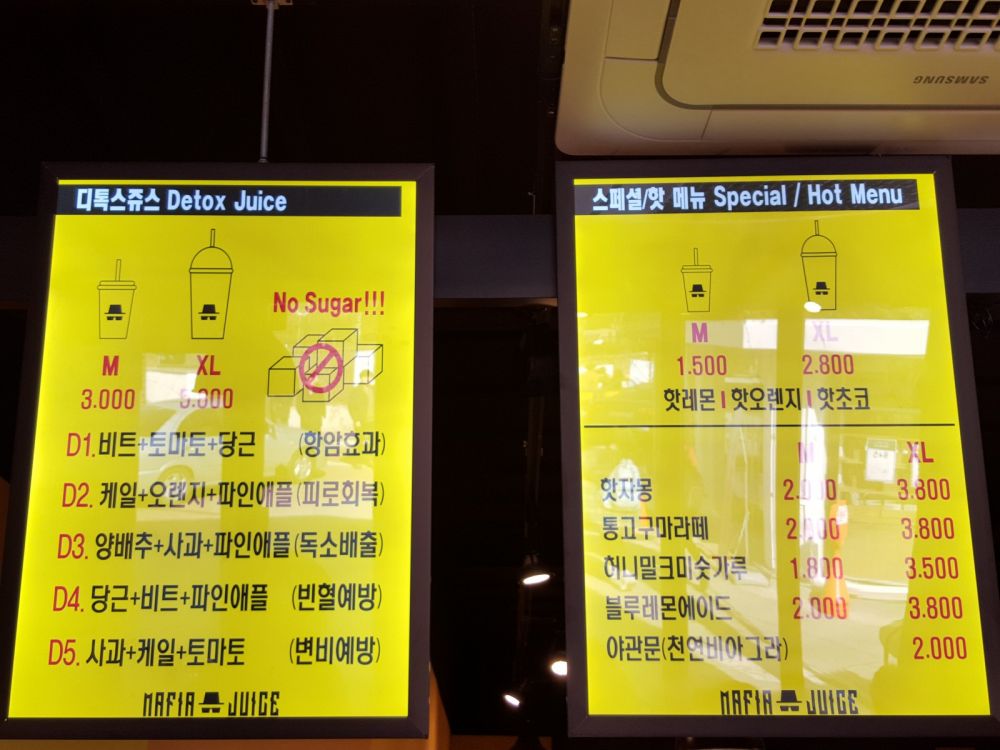 SAMSUNG
디톡스쥬스 Detox Juice
No Sugar!!!
M XL
3.000 5.000
D1. 비트+토마토+당근 (항암효과)
D2. 케일+오랜지+파인애플 (피로회복)
D3. 양배추+사과+파인애플 (독소배출)
D4. 당근+비트+파인애플 (빈혈예방)
D5. 사과+케일+토마토 (변비예방)
MAFIA JUICE
스페셜/핫 메뉴 Special / Hot Menu
M XL
1.500 2.800
핫레몬 I 핫오렌지 I 핫초코
M XL
핫자몽 2.000 3.800
통고구마라떼 3.800
허니밀크미숫가루 1.800 3.500
블루레몬에이드 2.000 3.800
야관문(천연비아그라) 2.000
MAFIA JUICE